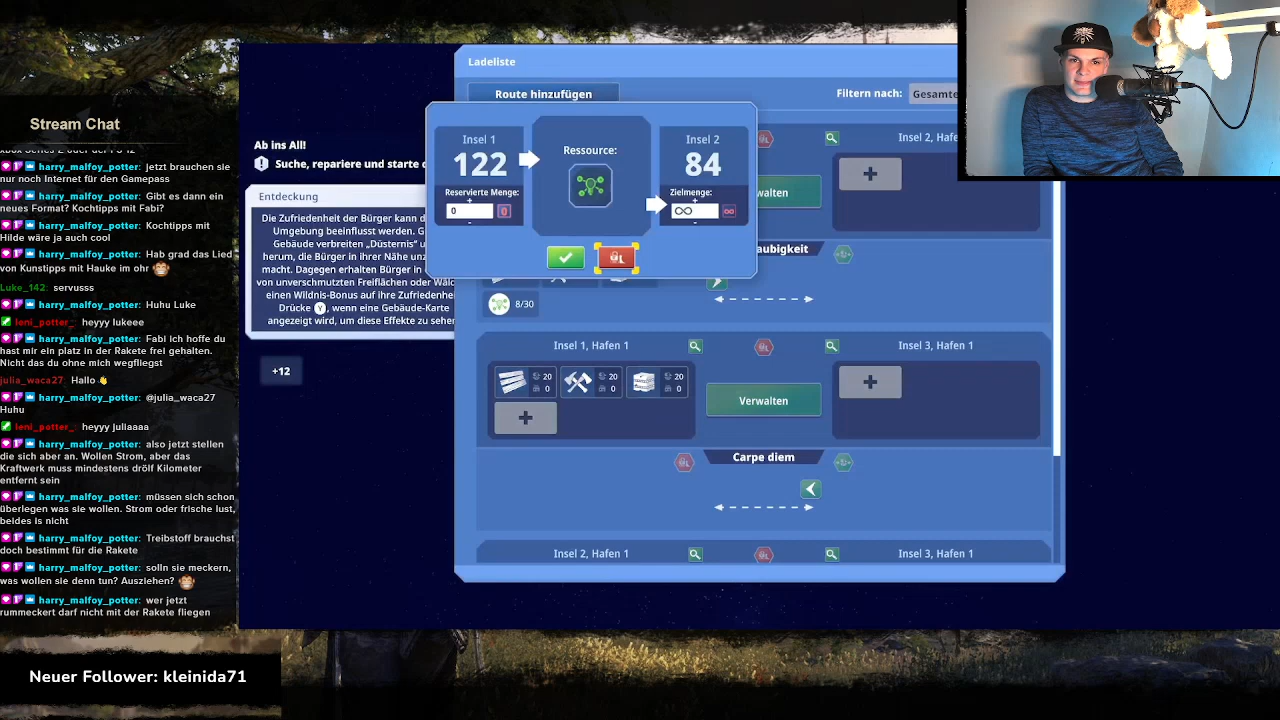 Stream Chat
harry_malfoy_potter: Jetzt brauchen sie
nur noch Internet für den Gamepass
harry_malfoy_potter: Gibt es dann ein
neues Format? Kochtipps mit Fabi?
harry_malfoy_potter: Kochtipps mit
Hilde wäre ja auch cool
harry_malfoy_potter: Hab grad das Lied
von Kunstipps mit Hauke im ohr
Luke_142: servusss
harry_malfoy_potter: Huhu Luke
leni_potter_: heyyy lukeee
harry_malfoy_potter: Fabi ich hoffe du
hast mir ein platz in der Rakete frei gehalten.
Nicht das du ohne mich wegfliegst
julia_waca27: Hallo
harry_malfoy_potter: @julia_waca27
Huhu
leni_potter_: heyyy juliaaaa
harry_malfoy_potter: also jetzt stellen
die sich aber an. Wollen Strom, aber das
Kraftwerk muss mindestens drölf Kilometer
entfernt sein
harry_malfoy_potter: müssen sich schon
überlegen was sie wollen. Strom oder frische lust,
beides is nicht
harry_malfoy_potter: Treibstoff brauchst
doch bestimmt für die Rakete
harry_malfoy_potter: solln sie meckern,
was wollen sie denn tun? Ausziehen?
harry_malfoy_potter: wer jetzt
rummeckert darf nicht mit der Rakete fliegen
Neuer Follower: kleinida71
Ab ins All!
Suche, repariere und starte
Entdeckung
Die Zufriedenheit der Bürger kann d
Umgebung beeinflusst werden. G
Gebäude verbreiten „Düsternis“ u
herum, die Bürger in ihrer Nähe unz
macht. Dagegen erhalten Bürger in
von unverschmutzten Freiflächen oder Wäld
einen Wildnis-Bonus auf ihre Zufriedenhe
Drücke Y, wenn eine Gebäude-Karte
angezeigt wird, um diese Effekte zu sehe
+12
Ladeliste
Route hinzufügen
Filtern nach:
Gesamte
Insel 1
122
Reservierte Menge:
+
0
0
-
Ressource:
Insel 2
84
Zielmenge:
+
∞
∞
-
Insel 2,
walten
+
aubigkeit
8/30
Insel 1, Hafen 1
Insel 3, Hafen 1
20
0
20
0
20
0
+
Verwalten
+
Carpe diem
Insel 2, Hafen 1
Insel 3, Hafen 1